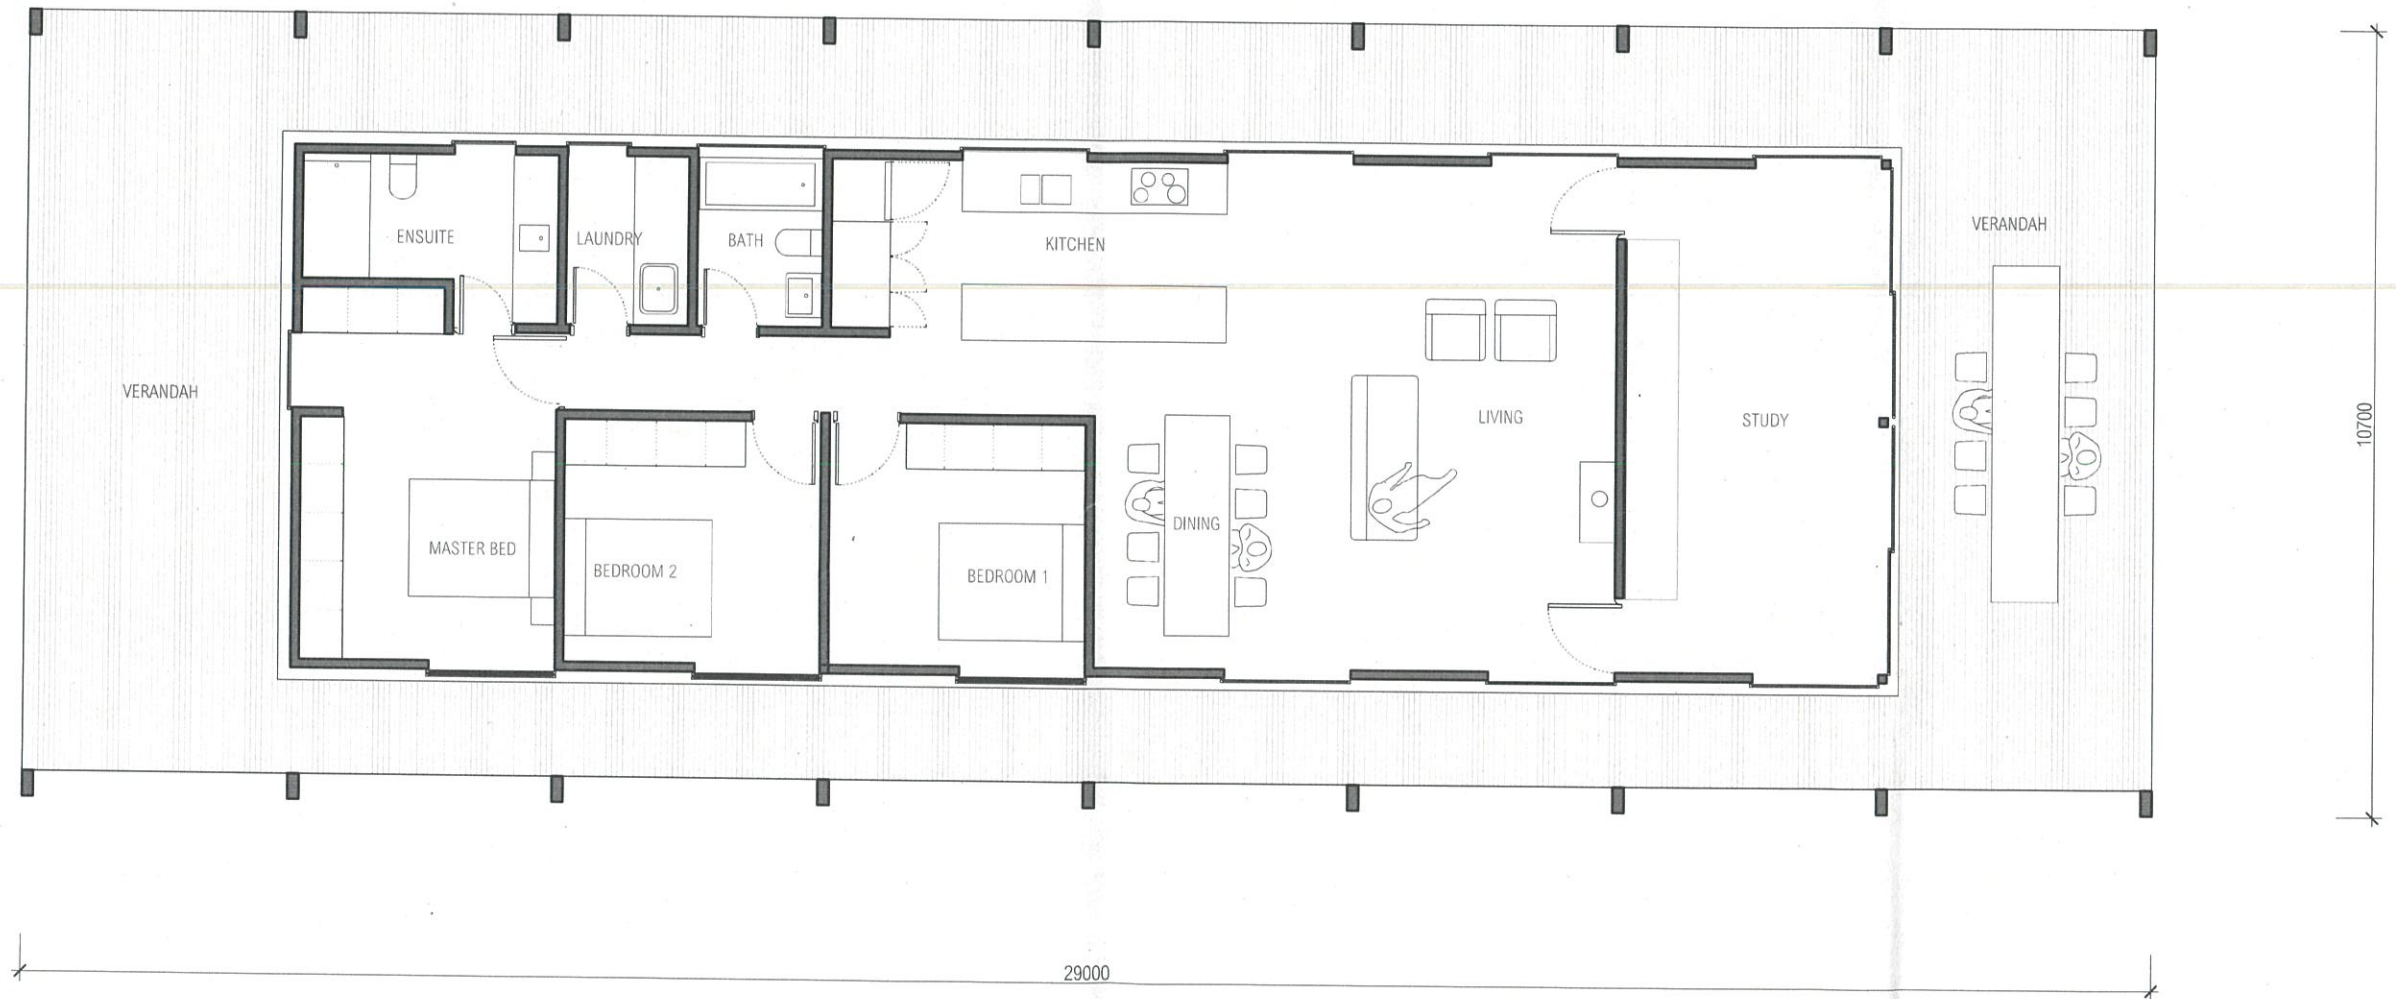 VERANDAH
ENSUITE
LAUNDRY
BATH
KITCHEN
VERANDAH
LIVING
STUDY
10700
MASTER BED
BEDROOM 2
BEDROOM 1
DINING
29000